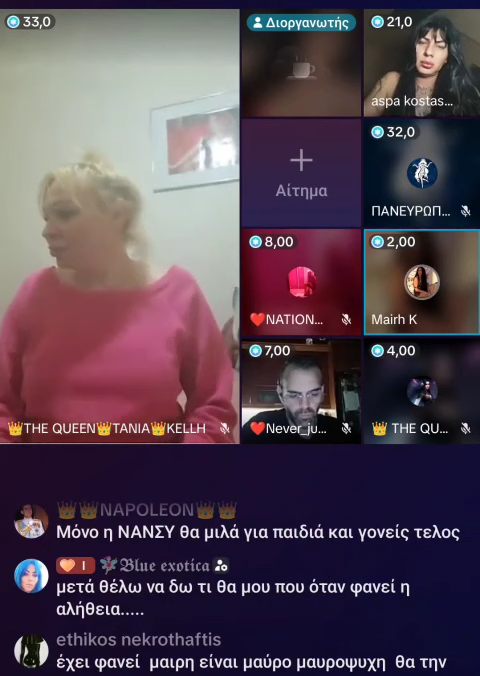 33,0
Διοργανωτής
21,0
aspa kostas...
Αίτημα
32,0
ΠΑΝΕΥΡΩΠ...
8,00
❤️NATION...
2,00
Mairh K
7,00
❤️Never_ju...
4,00
👑 THE QU...
👑THE QUEEN👑TANIA👑KELLH
👑👑NAPOLEON👑👑
Μόνο η ΝΑΝΣΥ θα μιλά για παιδιά και γονείς τελος
I 𝔅𝔩𝔲𝔢 𝔢𝔵𝔬𝔱𝔦𝔠𝔞
μετά θέλω να δω τι θα μου που όταν φανεί η
αλήθεια.....
ethikos nekrothaftis
έχει φανεί μαιρη είναι μαύρο μαυροψυχη θα την